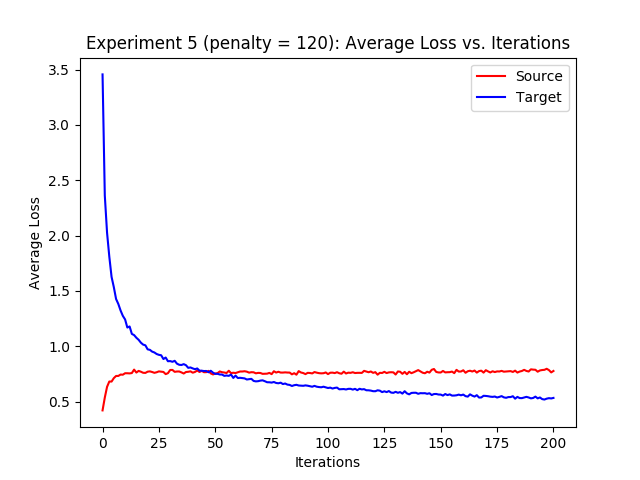 Experiment 5 (penalty = 120): Average Loss vs. Iterations
Source
Target
Average Loss
3.5
3.0
2.5
2.0
1.5
1.0
0.5
0 25 50 75 100 125 150 175 200
Iterations